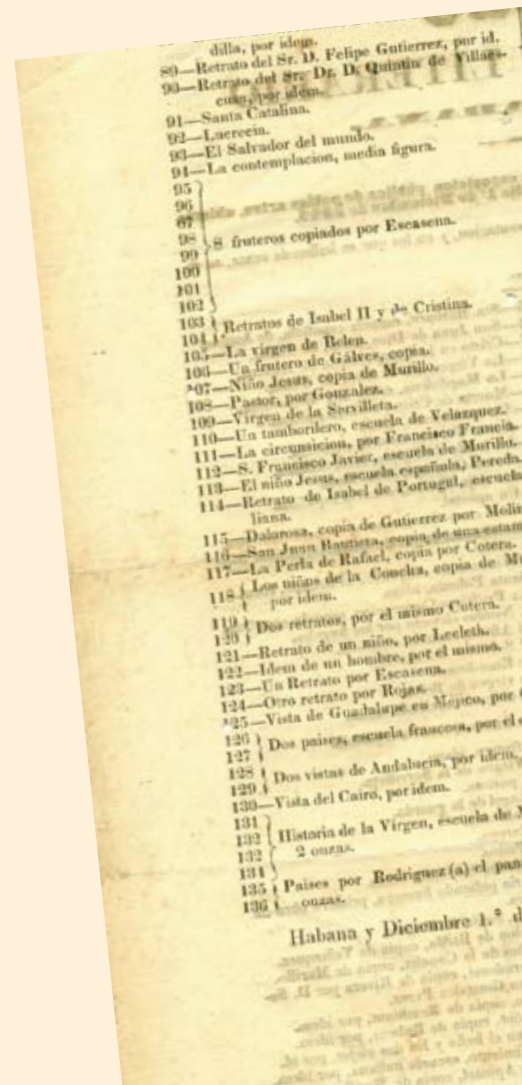 dilla, por idem.
89—Retrato del Sr. D. Felipe Gutierrez, por id.
90—Retrato del Sr. Dr. D. Quintin de Villaes-
cusa, por idem.
91—Santa Catalina.
92—Lucrecia.
93—El Salvador del mundo.
94—La contemplacion, media figura.
95
96
67
98
99
8 fruteros copiados por Escasena.
100
101
102
103
104
Retratos de Isabel II y de Cristina.
105—La virgen de Belen.
106—Un frutero de Gálves, copia.
107—Niño Jesus, copia de Murillo.
108—Pastor, por Gonzalez.
109—Virgen de la Servilleta.
110—Un tamborilero, escuela de Velazquez.
111—La circunsicion, por Francisco Francia.
112—S. Francisco Javier, escuela de Murillo.
113—El niño Jesus, escuela española, Pereda.
114—Retrato de Isabel de Portugul, escuela
liana.
115—Dolorosa, copia de Gutierrez por Molin
116—San Juan Bautista, copia de una estam
117—La Perla de Rafael, copia por Cotera.
118 Los niños de la Concha, copia de M
por idem.
119
120
Dos retratos, por el mismo Cotera.
121—Retrato de un niño, por Lecleth.
122—Idem de un hombre, por el mismo.
123—Un Retrato por Escasena.
124—Otro retrato por Rojas.
125—Vista de Guadalupe en Mejico, por
126
127
Dos paises, escuela francesa, por el
128
129
Dos vistas de Andalucia, por idem.
130—Vista del Cairo, por idem.
131
132
132
134
Historia de la Virgen, escuela de
2 onzas.
135
136
Paises por Rodriguez (a) el pan
onzas.
Habana y Diciembre 1.° d